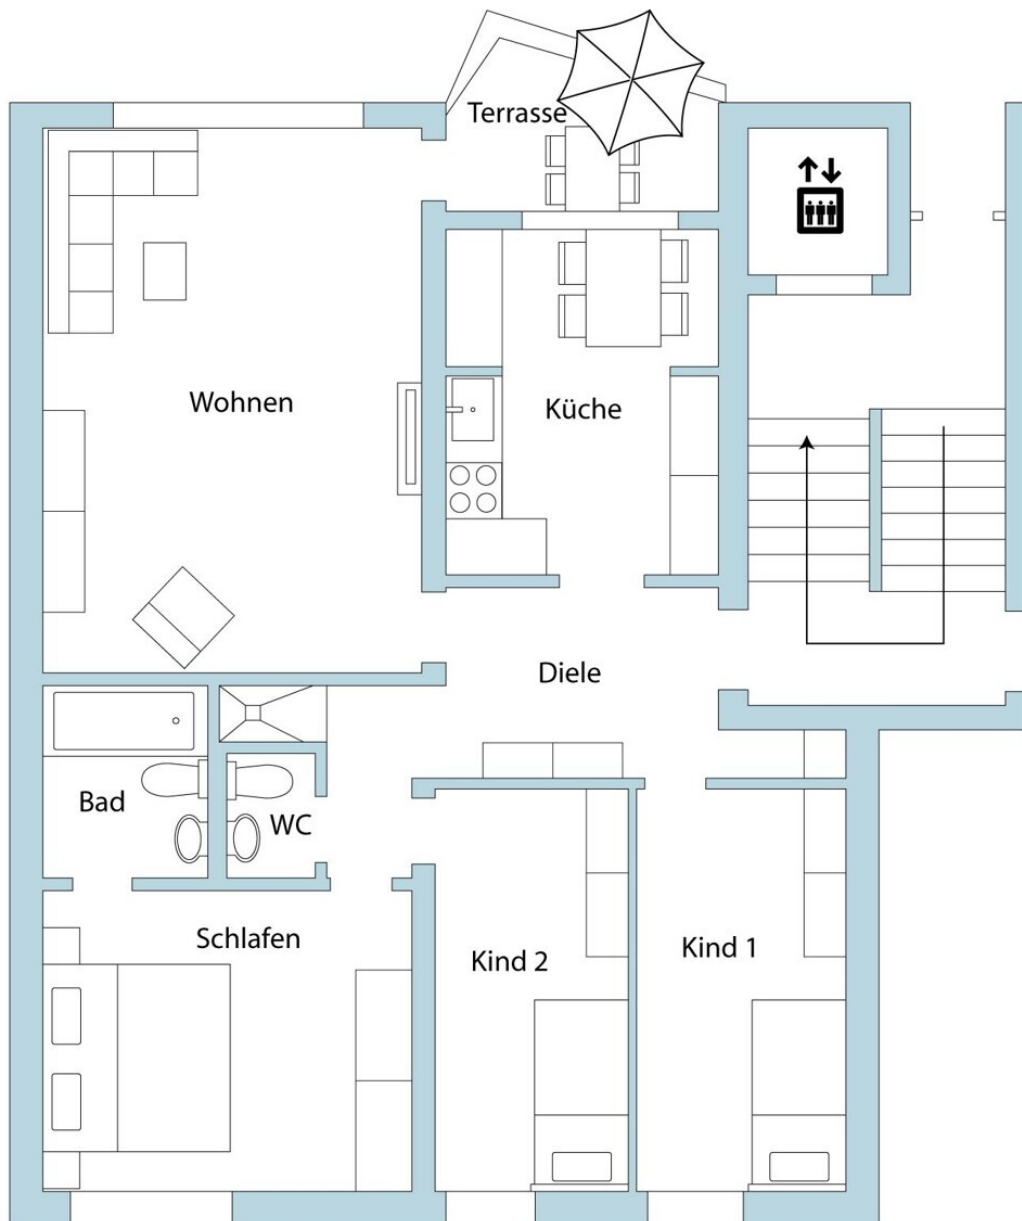 Terrasse
Wohnen
Küche
Diele
Bad
WC
Schlafen
Kind 2
Kind 1